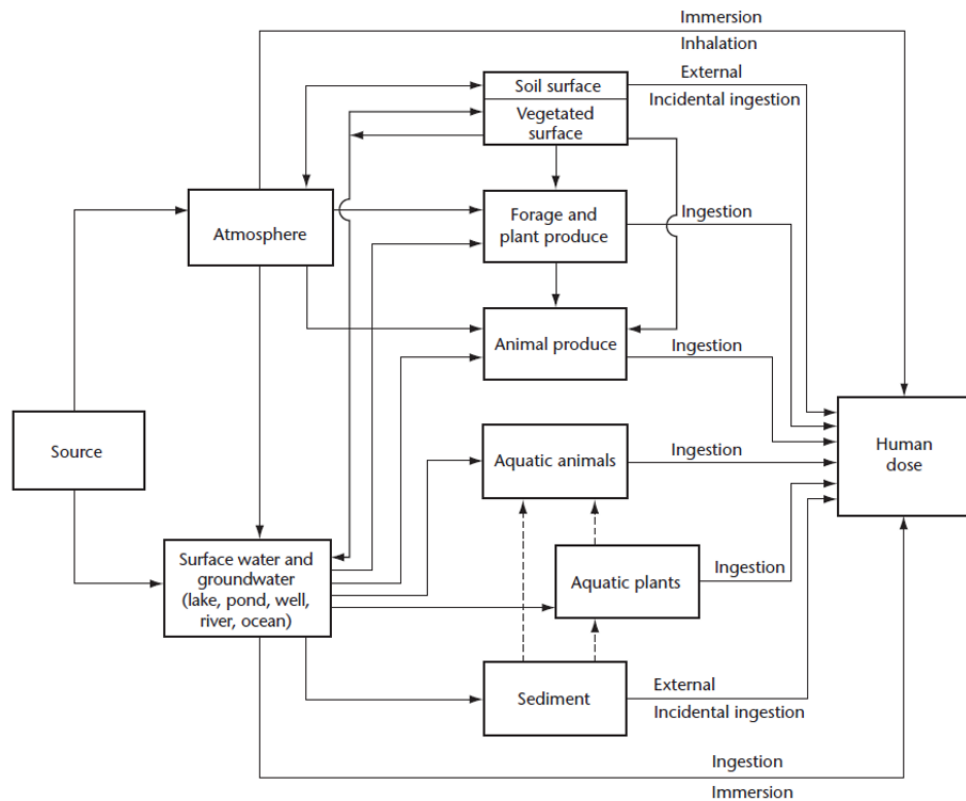 Immersion
Inhalation
Soil surface
External
Incidental ingestion
Vegetated
surface
Atmosphere
Forage and
plant produce
Ingestion
Animal produce
Ingestion
Source
Aquatic animals
Ingestion
Human
dose
Surface water and
groundwater
(lake, pond, well,
river, ocean)
Aquatic plants
Ingestion
Sediment
External
Incidental ingestion
Ingestion
Immersion